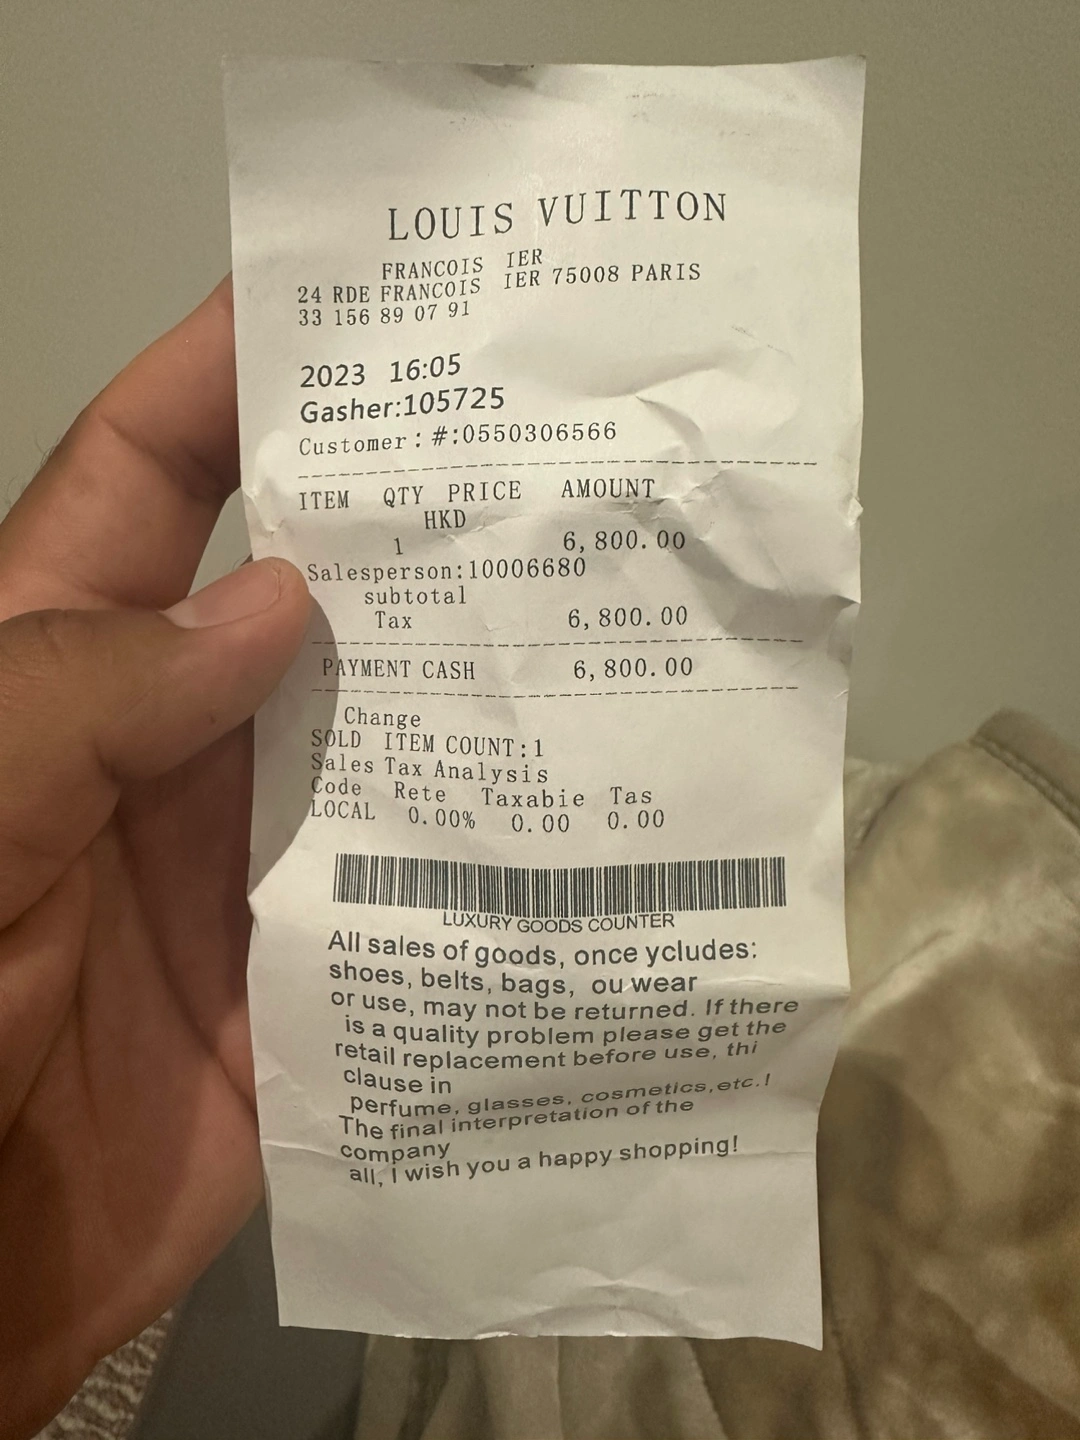 LOUIS VUITTON
FRANCOIS IER
24 RDE FRANCOIS IER 75008 PARIS
33 156 89 07 91
2023 16:05
Gasher:105725
Customer: #:0550306566
ITEM QTY PRICE AMOUNT
HKD
1 6,800.00
Salesperson:10006680
subtotal
Tax 6,800.00
PAYMENT CASH 6,800.00
Change
SOLD ITEM COUNT:1
Sales Tax Analysis
Code Rete Taxabie Tas
LOCAL 0.00% 0.00 0.00
LUXURY GOODS COUNTER
All sales of goods, once ycludes:
shoes, belts, bags, ou wear
or use, may not be returned. If there
is a quality problem please get the
retail replacement before use, thi
clause in
perfume, glasses, cosmetics,etc.!
The final interpretation of the
company
all, I wish you a happy shopping!